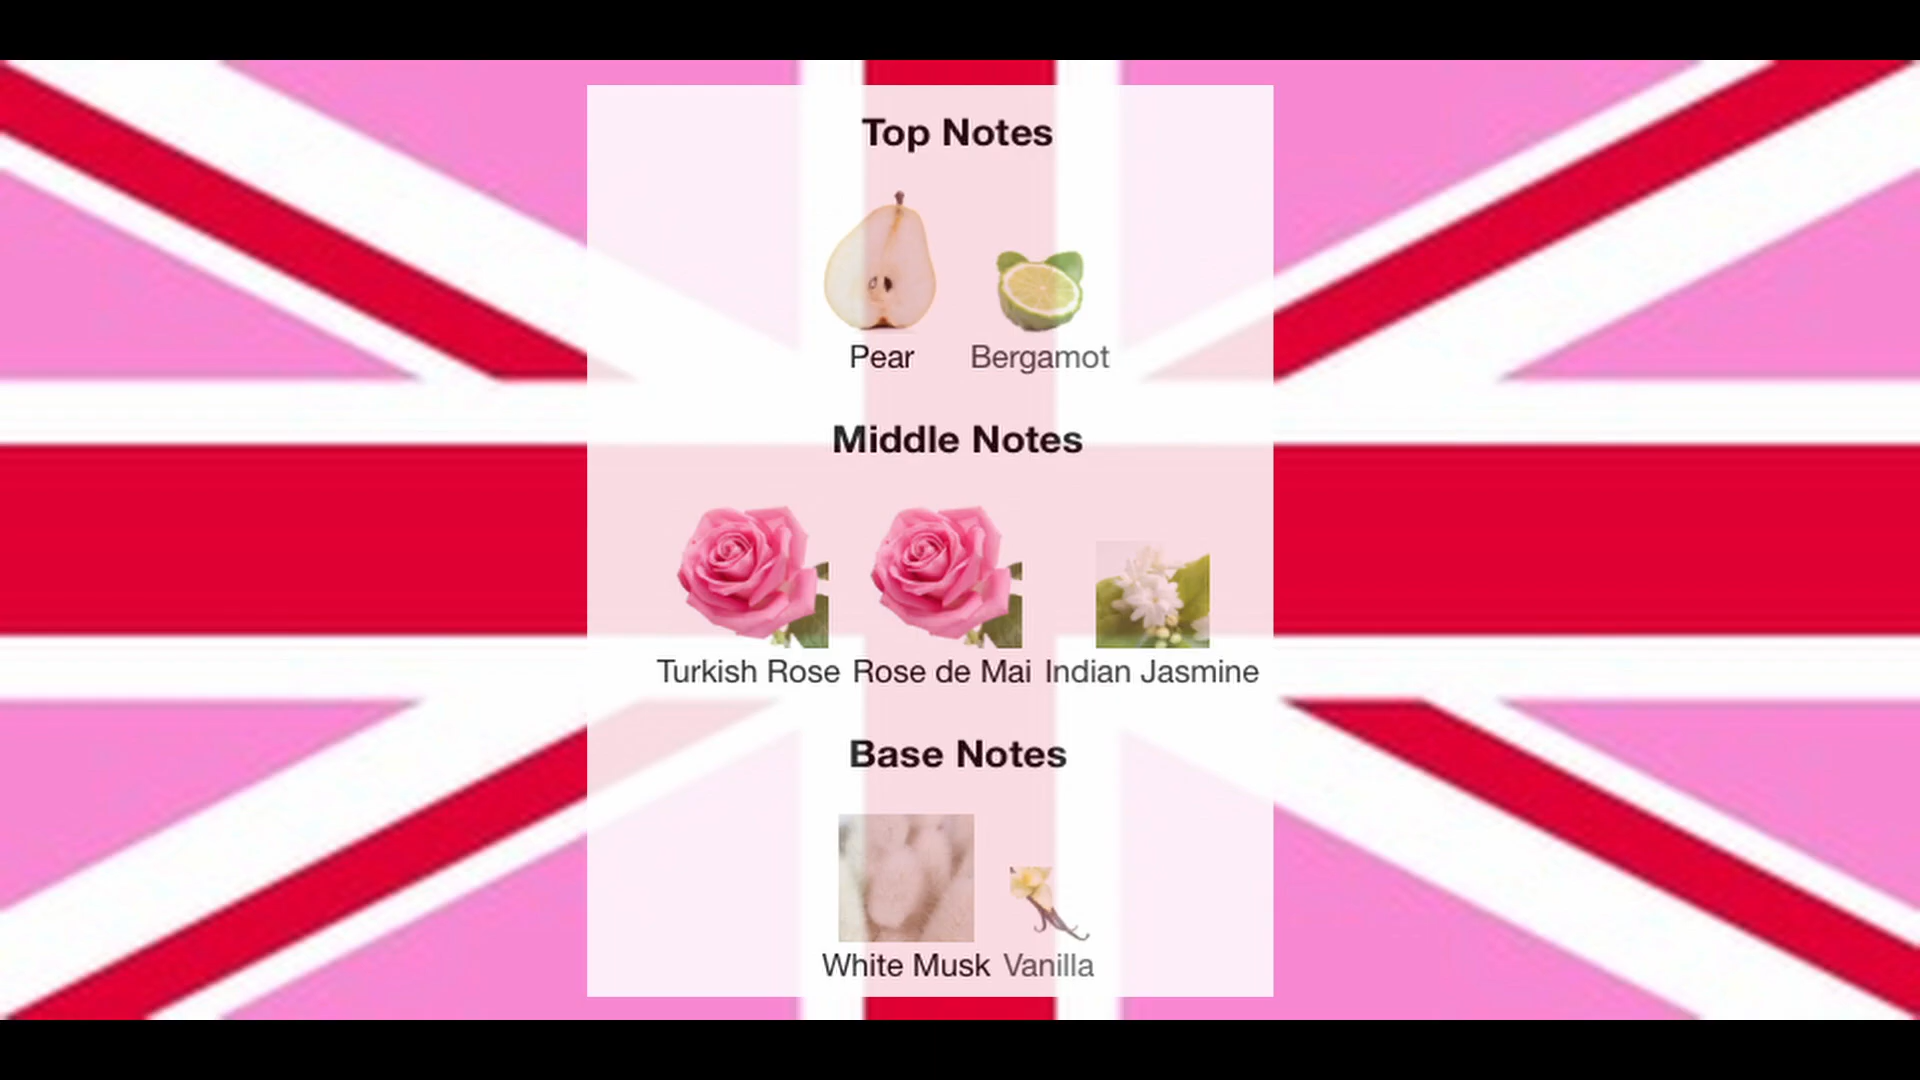 Top Notes
Pear Bergamot
Middle Notes
Turkish Rose Rose de Mai Indian Jasmine
Base Notes
White Musk Vanilla